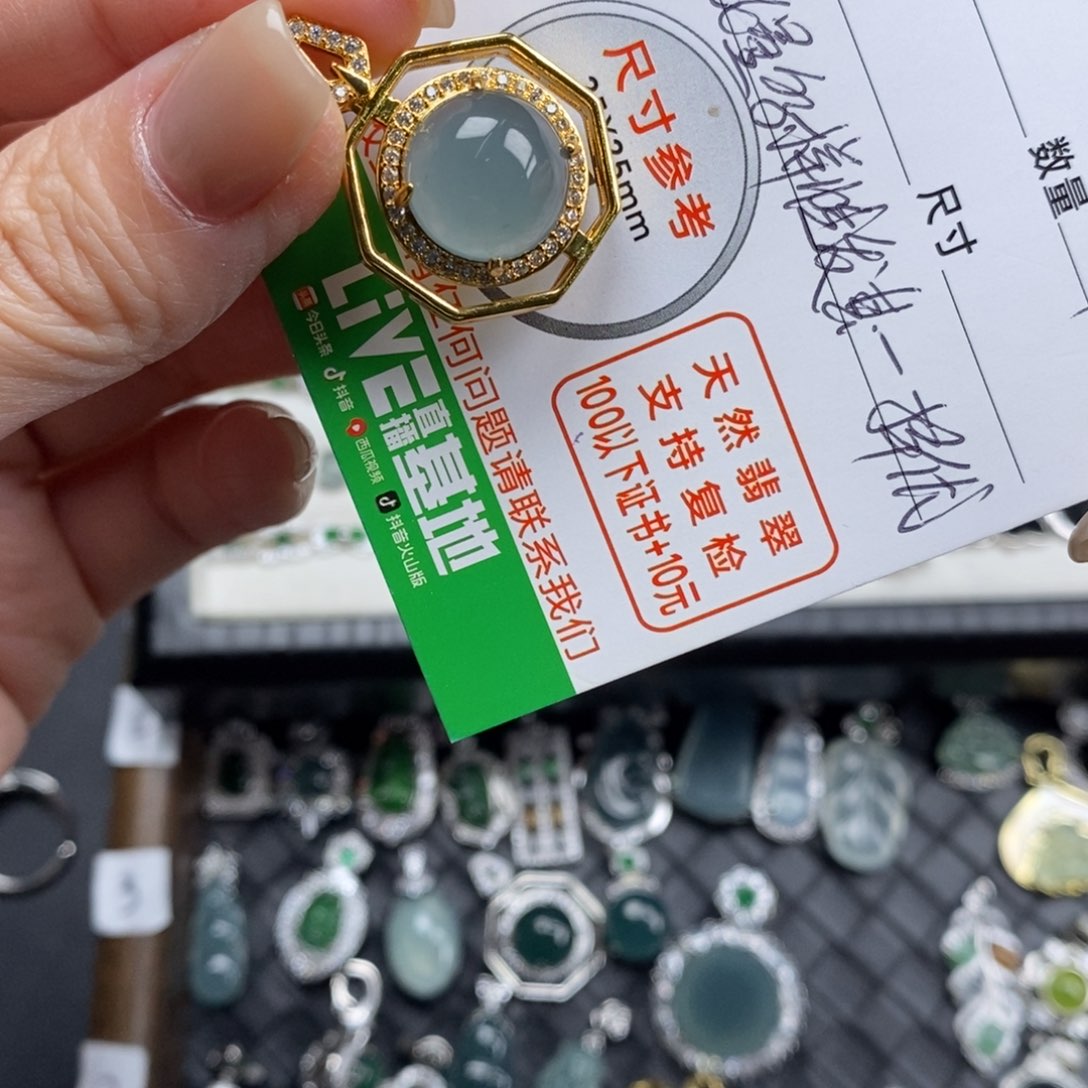 尺寸参考
25X25mm
数量
尺寸
天然翡翠
支持复检
100以下证书+10元
任何问题请联系我们
LiVE直播基地
今日头条 抖音 西瓜视频 抖音火山版
3